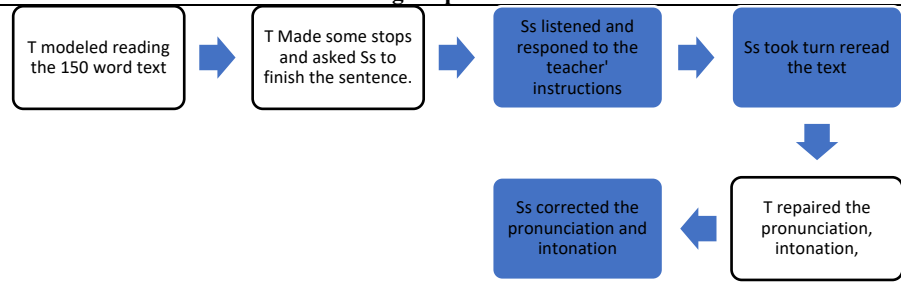 T modeled reading
the 150 word text
T Made some stops
and asked Ss to
finish the sentence.
Ss listened and
responed to the
teacher'
instructions
Ss took turn reread
the text
T repaired the
pronunciation,
intonation,
Ss corrected the
pronunciation and
intonation